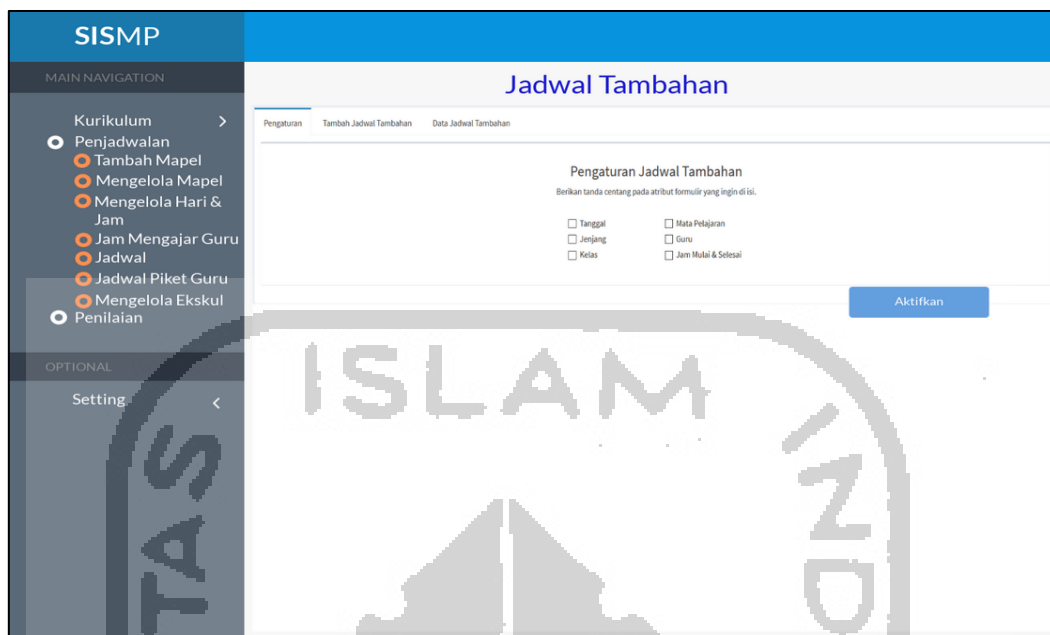 SISMP
MAIN NAVIGATION
Kurikulum
Penjadwalan
Tambah Mapel
Mengelola Mapel
Mengelola Hari &
Jam
Jam Mengajar Guru
Jadwal
Jadwal Piket Guru
Mengelola Ekskul
Penilaian
OPTIONAL
Setting
Jadwal Tambahan
Pengaturan Tambah Jadwal Tambahan Data Jadwal Tambahan
Pengaturan Jadwal Tambahan
Berikan tanda centang pada atribut formulir yang ingin di isi.
Tanggal Mata Pelajaran
Jenjang Guru
Kelas Jam Mulai & Selesai
Aktifkan
ISLAM
TAS
IND